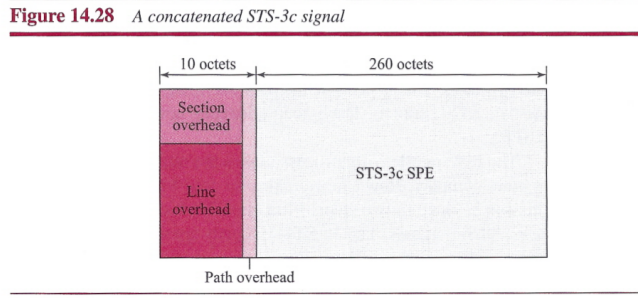 Figure 14.28 A concatenated STS-3c signal
10 octets
260 octets
Section
overhead
STS-3c SPE
Line
overhead
Path overhead